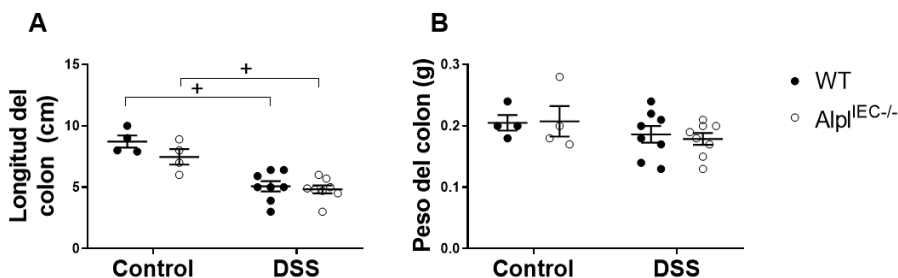 A
Longitud del
colon (cm)
15
10
5
0
+
+
Control
DSS
B
Peso del colon (g)
0.3
0.2
0.1
0.0
Control
DSS
WT
Alpl^IEC-/-